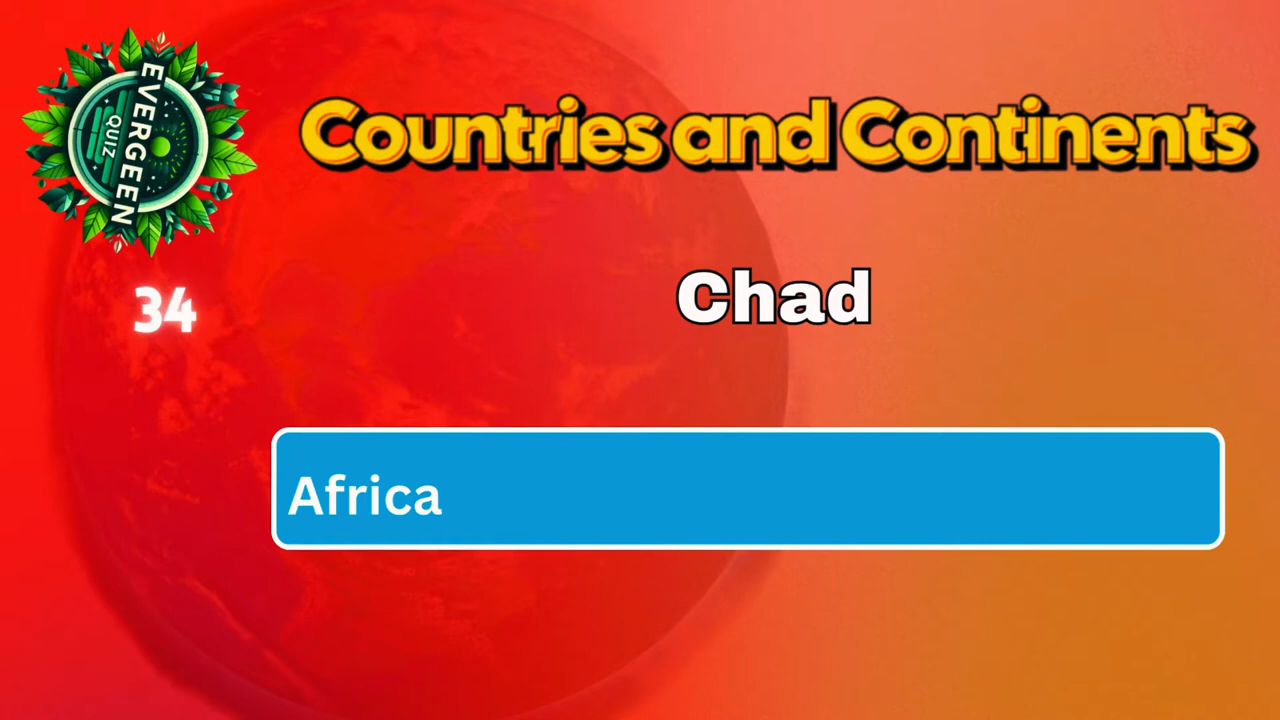 EVERGEEN
QUIZ
Countries and Continents
34
Chad
Africa